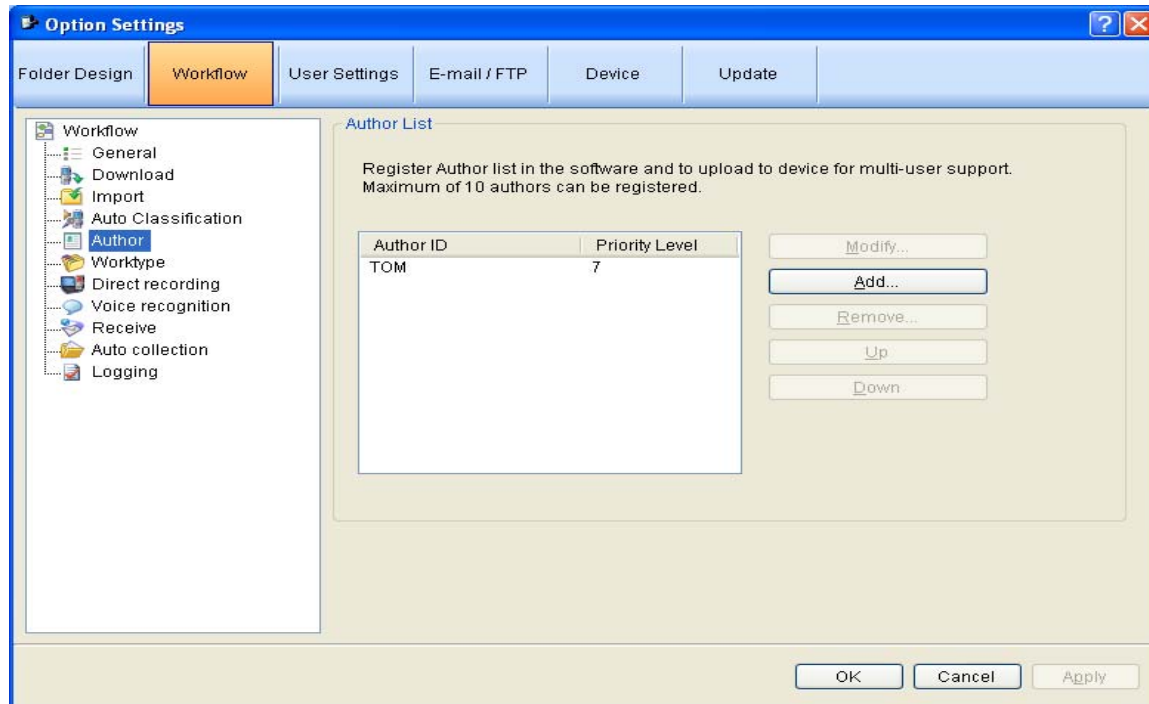 Option Settings
Folder Design
Workflow
User Settings
E-mail / FTP
Device
Update
Workflow
General
Download
Import
Auto Classification
Author
Worktype
Direct recording
Voice recognition
Receive
Auto collection
Logging
Author List
Register Author list in the software and to upload to device for multi-user support.
Maximum of 10 authors can be registered.
Author ID Priority Level
TOM 7
Modify...
Add...
Remove...
Up
Down
OK Cancel Apply